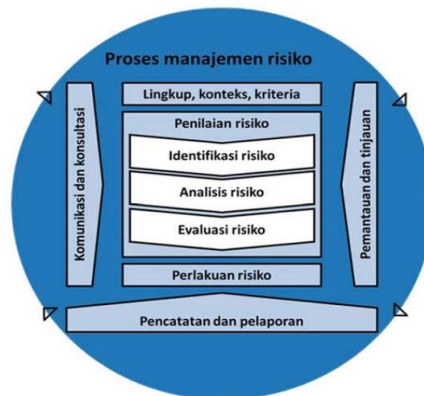 Proses manajemen risiko
Lingkup, konteks, kriteria
Penilaian risiko
Identifikasi risiko
Analisis risiko
Evaluasi risiko
Perlakuan risiko
Komunikasi dan konsultasi
Pemantauan dan tinjauan
Pencatatan dan pelaporan